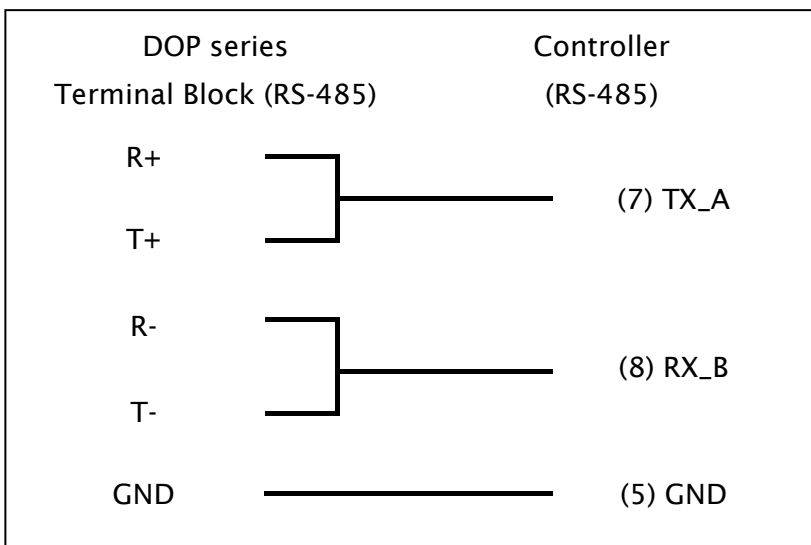 DOP series Controller
Terminal Block (RS-485) (RS-485)
R+
(7) TX_A
T+
R-
(8) RX_B
T-
GND (5) GND